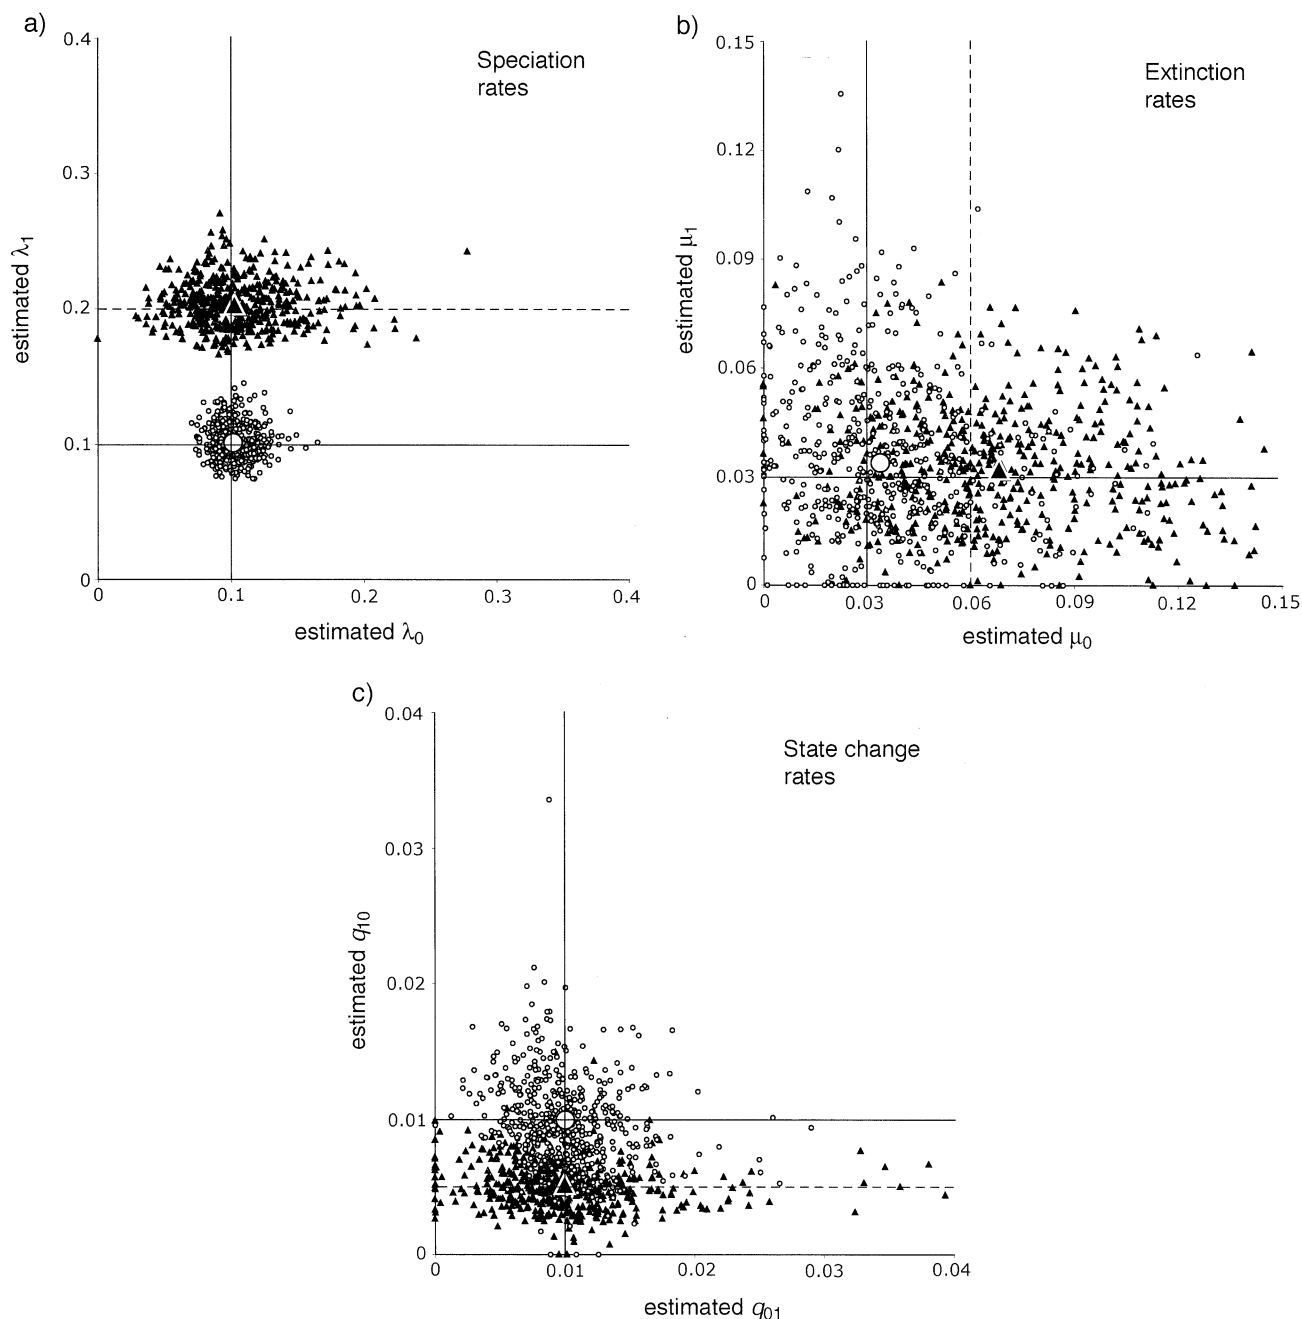 a)
Speciation
rates
0.4
0.3
0.2
0.1
0
0
0.1
0.2
0.3
0.4
estimated λ1
estimated λ0
b)
Extinction
rates
0.15
0.12
0.09
0.06
0.03
0
0
0.03
0.06
0.09
0.12
0.15
estimated μ1
estimated μ0
c)
State change
rates
0.04
0.03
0.02
0.01
0
0
0.01
0.02
0.03
0.04
estimated q10
estimated q01